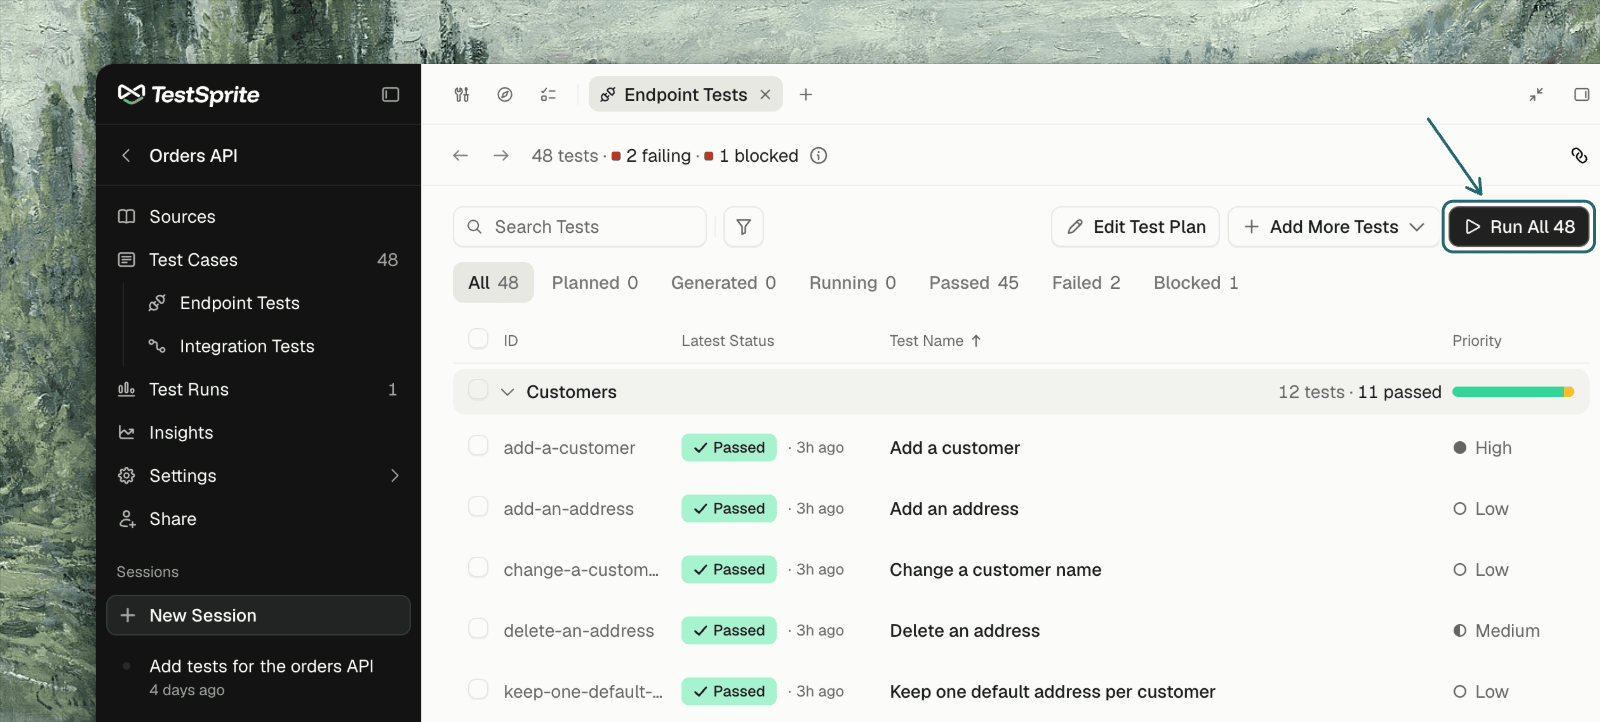 TestSprite
Endpoint Tests
Orders API
48 tests · 2 failing · 1 blocked
Sources
Test Cases 48
Endpoint Tests
Integration Tests
Test Runs 1
Insights
Settings
Share
Sessions
New Session
Add tests for the orders API
4 days ago
Search Tests
Edit Test Plan
Add More Tests
Run All 48
All 48 Planned 0 Generated 0 Running 0 Passed 45 Failed 2 Blocked 1
ID Latest Status Test Name ↑ Priority
Customers 12 tests · 11 passed
add-a-customer Passed · 3h ago Add a customer High
add-an-address Passed · 3h ago Add an address Low
change-a-custom... Passed · 3h ago Change a customer name Low
delete-an-address Passed · 3h ago Delete an address Medium
keep-one-default-... Passed · 3h ago Keep one default address per customer Low